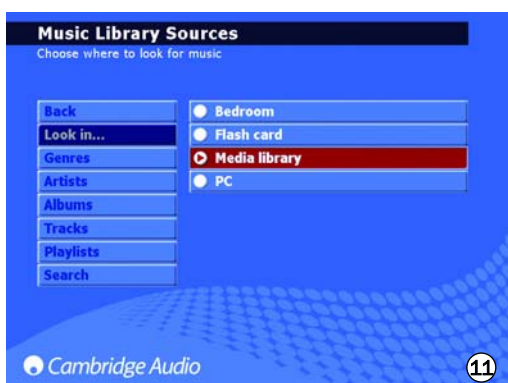 Music Library Sources
Choose where to look for music
Back
Look in...
Genres
Artists
Albums
Tracks
Playlists
Search
Bedroom
Flash card
Media library
PC
Cambridge Audio
11